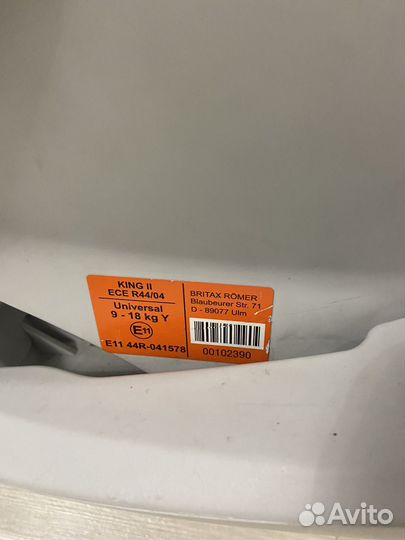 KING II
ECE R44/04
Universal
9 - 18 kg Y
E11
E11 44R-041578
BRITAX RÖMER
Blaubeurer Str. 71
D - 89077 Ulm
00102390
Avito